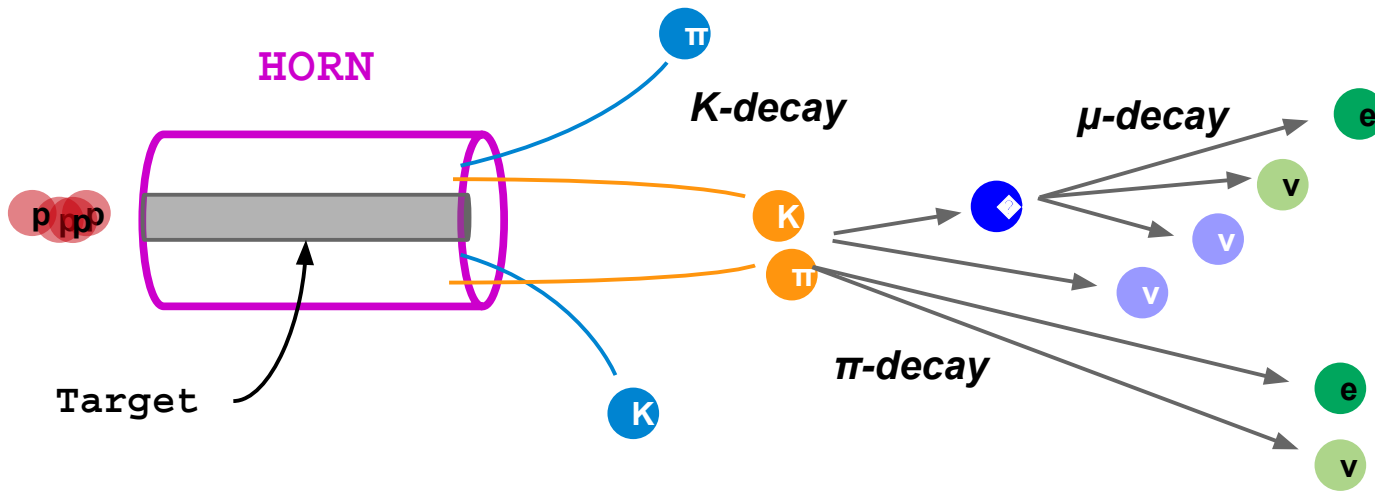 π
HORN
K-decay
μ-decay
e
p
p
p
p
K
ν
ν
π
ν
π-decay
e
Target
K
ν